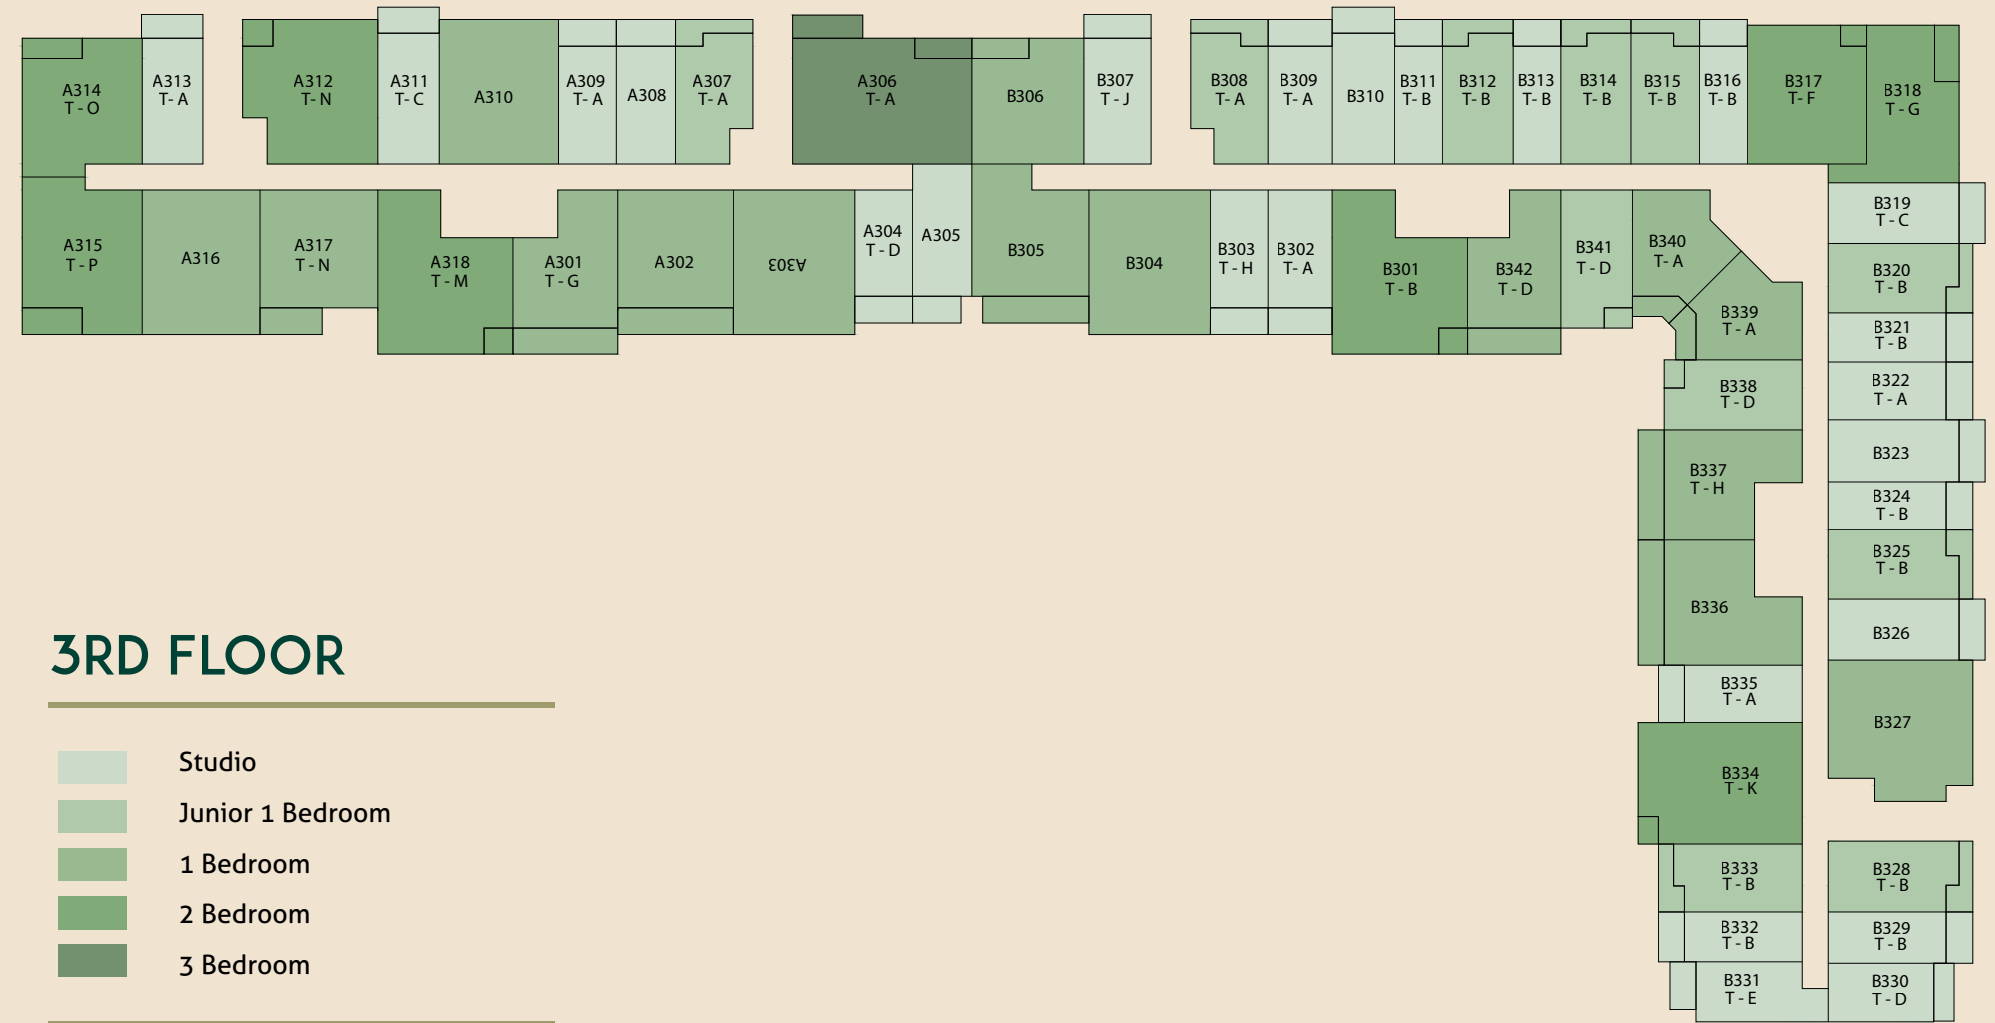 A314
T - O
A313
T - A
A312
T - N
A311
T - C
A310
A309
T - A
A308
A307
T - A
A306
T - A
B306
B307
T - J
B308
T - A
B309
T - A
B310
B311
T - B
B312
T - B
B313
T - B
B314
T - B
B315
T - B
B316
T - B
B317
T - F
B318
T - G
A315
T - P
A316
A317
T - N
A318
T - M
A301
T - G
A302
A303
A304
T - D
A305
B305
B304
B303
T - H
B302
T - A
B301
T - B
B342
T - D
B341
T - D
B340
T - A
B339
T - A
B338
T - D
B337
T - H
B336
B335
T - A
B334
T - K
B333
T - B
B332
T - B
B331
T - E
B319
T - C
B320
T - B
B321
T - B
B322
T - A
B323
B324
T - B
B325
T - B
B326
B327
B328
T - B
B329
T - B
B330
T - D
3RD FLOOR
Studio
Junior 1 Bedroom
1 Bedroom
2 Bedroom
3 Bedroom